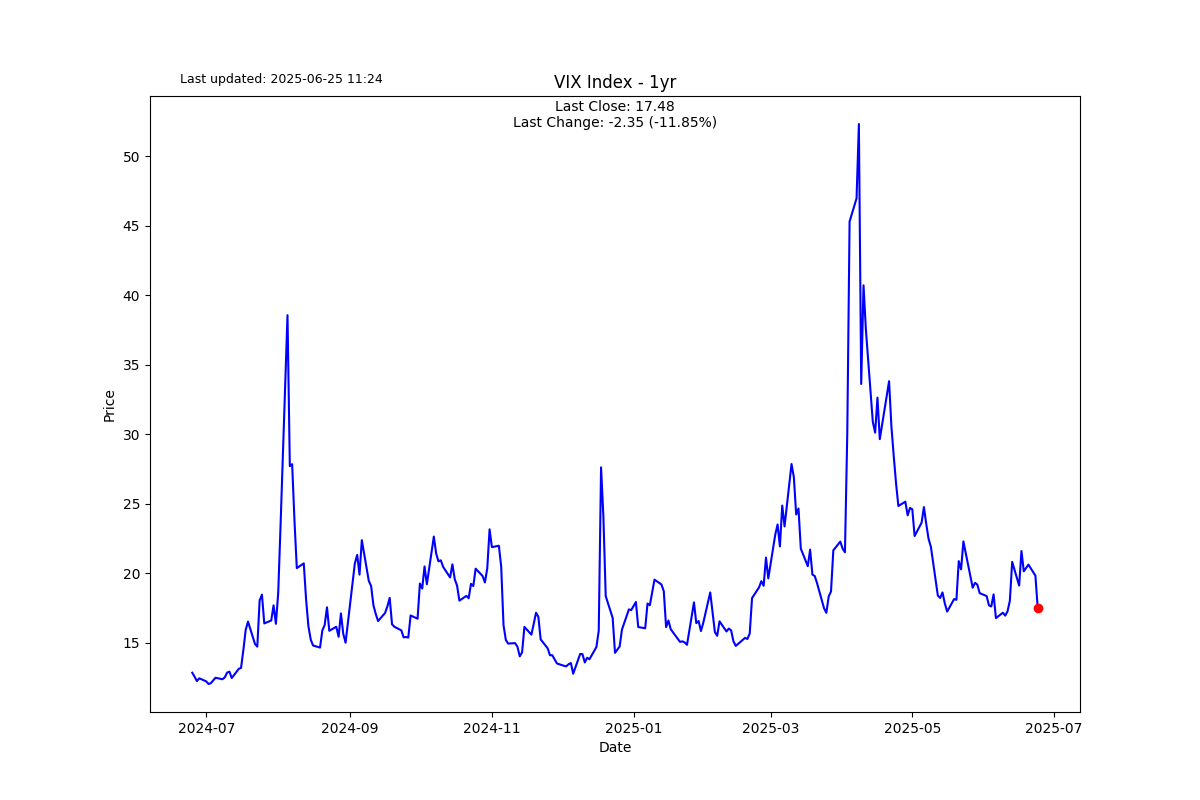 Last updated: 2025-06-25 11:24
VIX Index - 1yr
Last Close: 17.48
Last Change: -2.35 (-11.85%)
50
45
40
35
30
25
20
15
Price
2024-07
2024-09
2024-11
2025-01
2025-03
2025-05
2025-07
Date